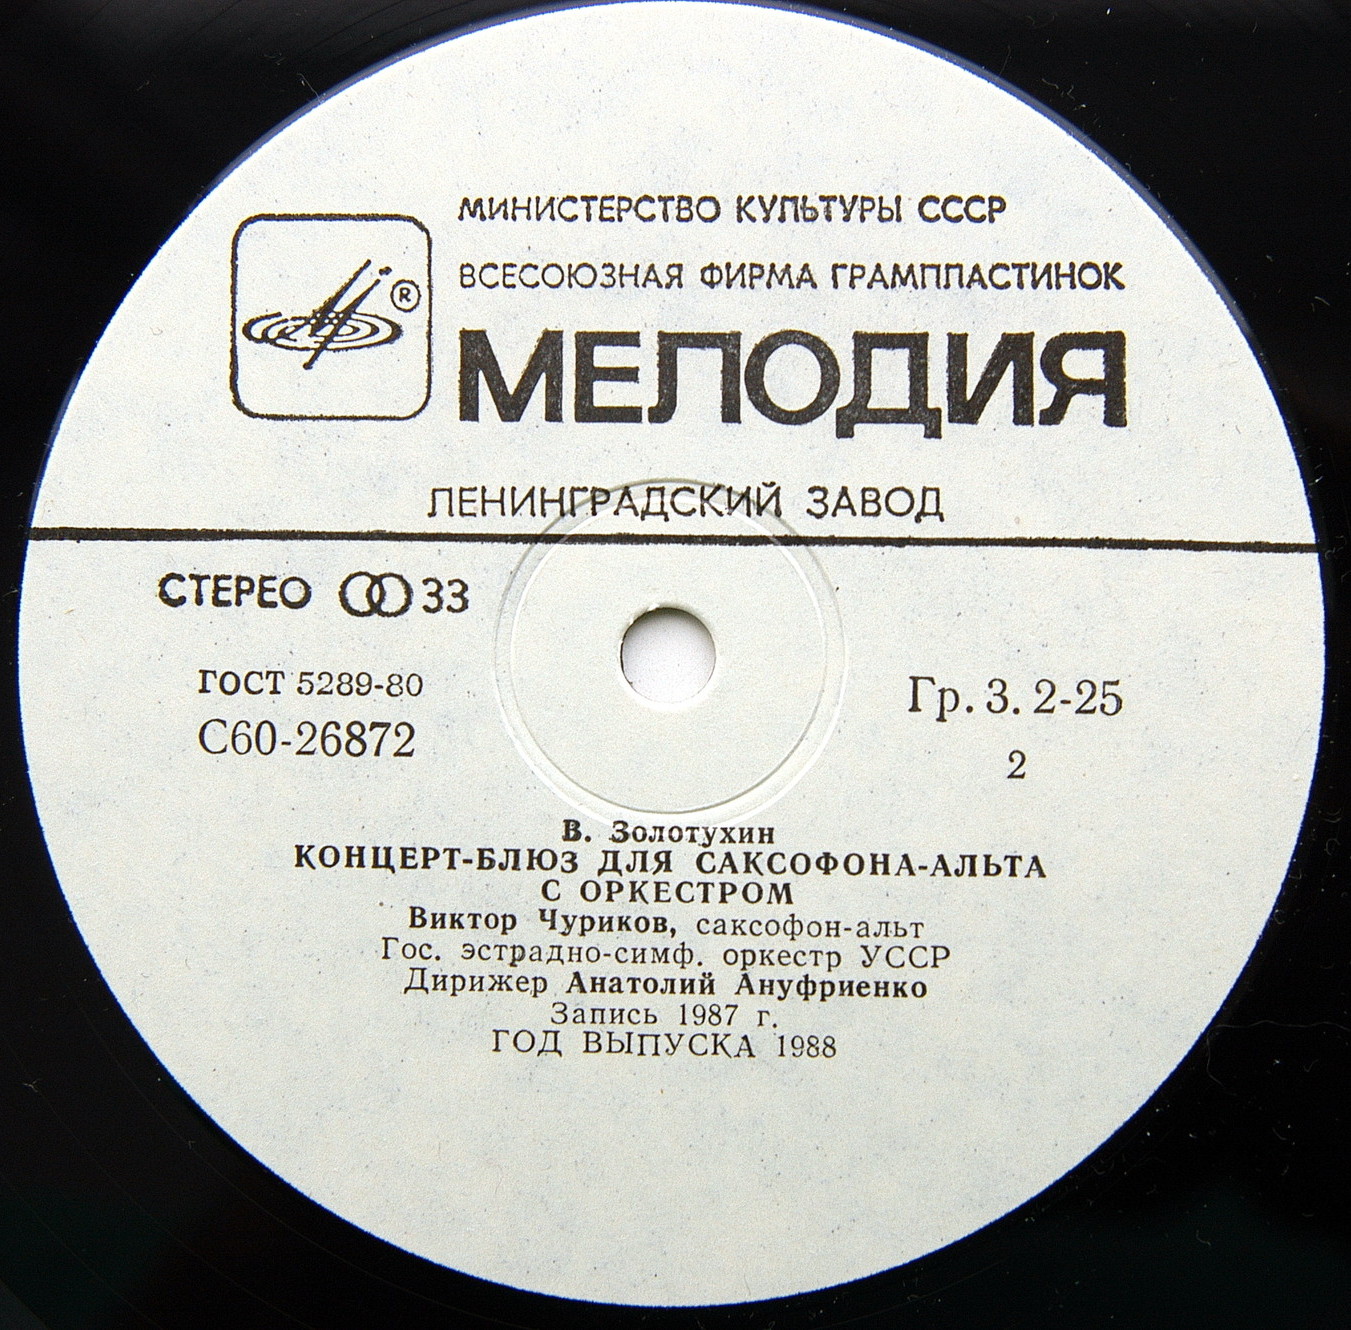 МИНИСТЕРСТВО КУЛЬТУРЫ СССР
ВСЕСОЮЗНАЯ ФИРМА ГРАМПЛАСТИНОК
®
МЕЛОДИЯ
ЛЕНИНГРАДСКИЙ ЗАВОД
СТЕРЕО 33
ГОСТ 5289-80
Гр. 3. 2-25
С60-26872
2
В. Золотухин
КОНЦЕРТ-БЛЮЗ ДЛЯ САКСОФОНА-АЛЬТА
С ОРКЕСТРОМ
Виктор Чуриков, саксофон-альт
Гос. эстрадно-симф. оркестр УССР
Дирижер Анатолий Ануфриенко
Запись 1987 г.
ГОД ВЫПУСКА 1988